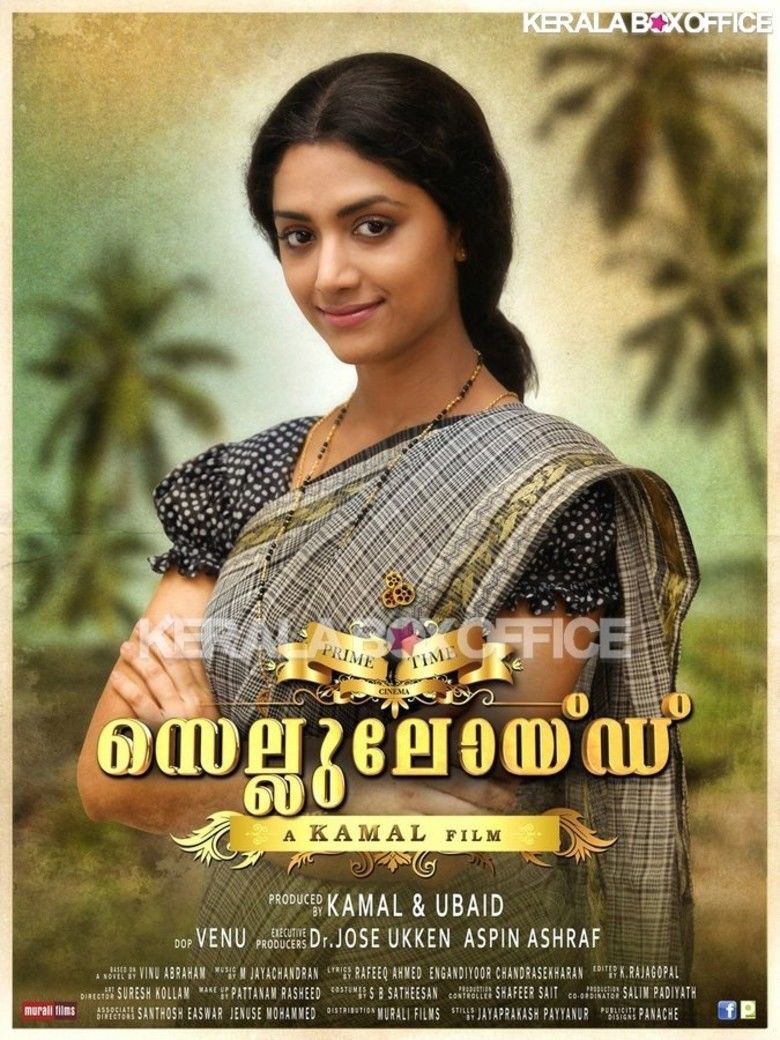 KERALA BOXOFFICE
KERALA BOXOFFICE
PRIME TIME
CINEMA
സെല്ലുലോയ്ഡ്
A KAMAL FILM
PRODUCED BY KAMAL & UBAID
DOP VENU EXECUTIVE PRODUCERS Dr.JOSE UKKEN ASPIN ASHRAF
BASED ON A NOVEL BY VINU ABRAHAM MUSIC BY M JAYACHANDRAN LYRICS BY RAFEEQ AHMED ENGANDIYOOR CHANDRASEKHARAN EDITED BY K.RAJAGOPAL
ART DIRECTOR SURESH KOLLAM MAKE UP BY PATTANAM RASHEED COSTUMES BY S B SATHEESAN PRODUCTION CONTROLLER SHAFEER SAIT PRODUCTION CO-ORDINATOR SALIM PADIYATH
murali films ASSOCIATE DIRECTORS SANTHOSH EASWAR JENUSE MOHAMMED DISTRIBUTION MURALI FILMS STILLS BY JAYAPRAKASH PAYYANUR PUBLICITY DISIGNS PANACHE f p